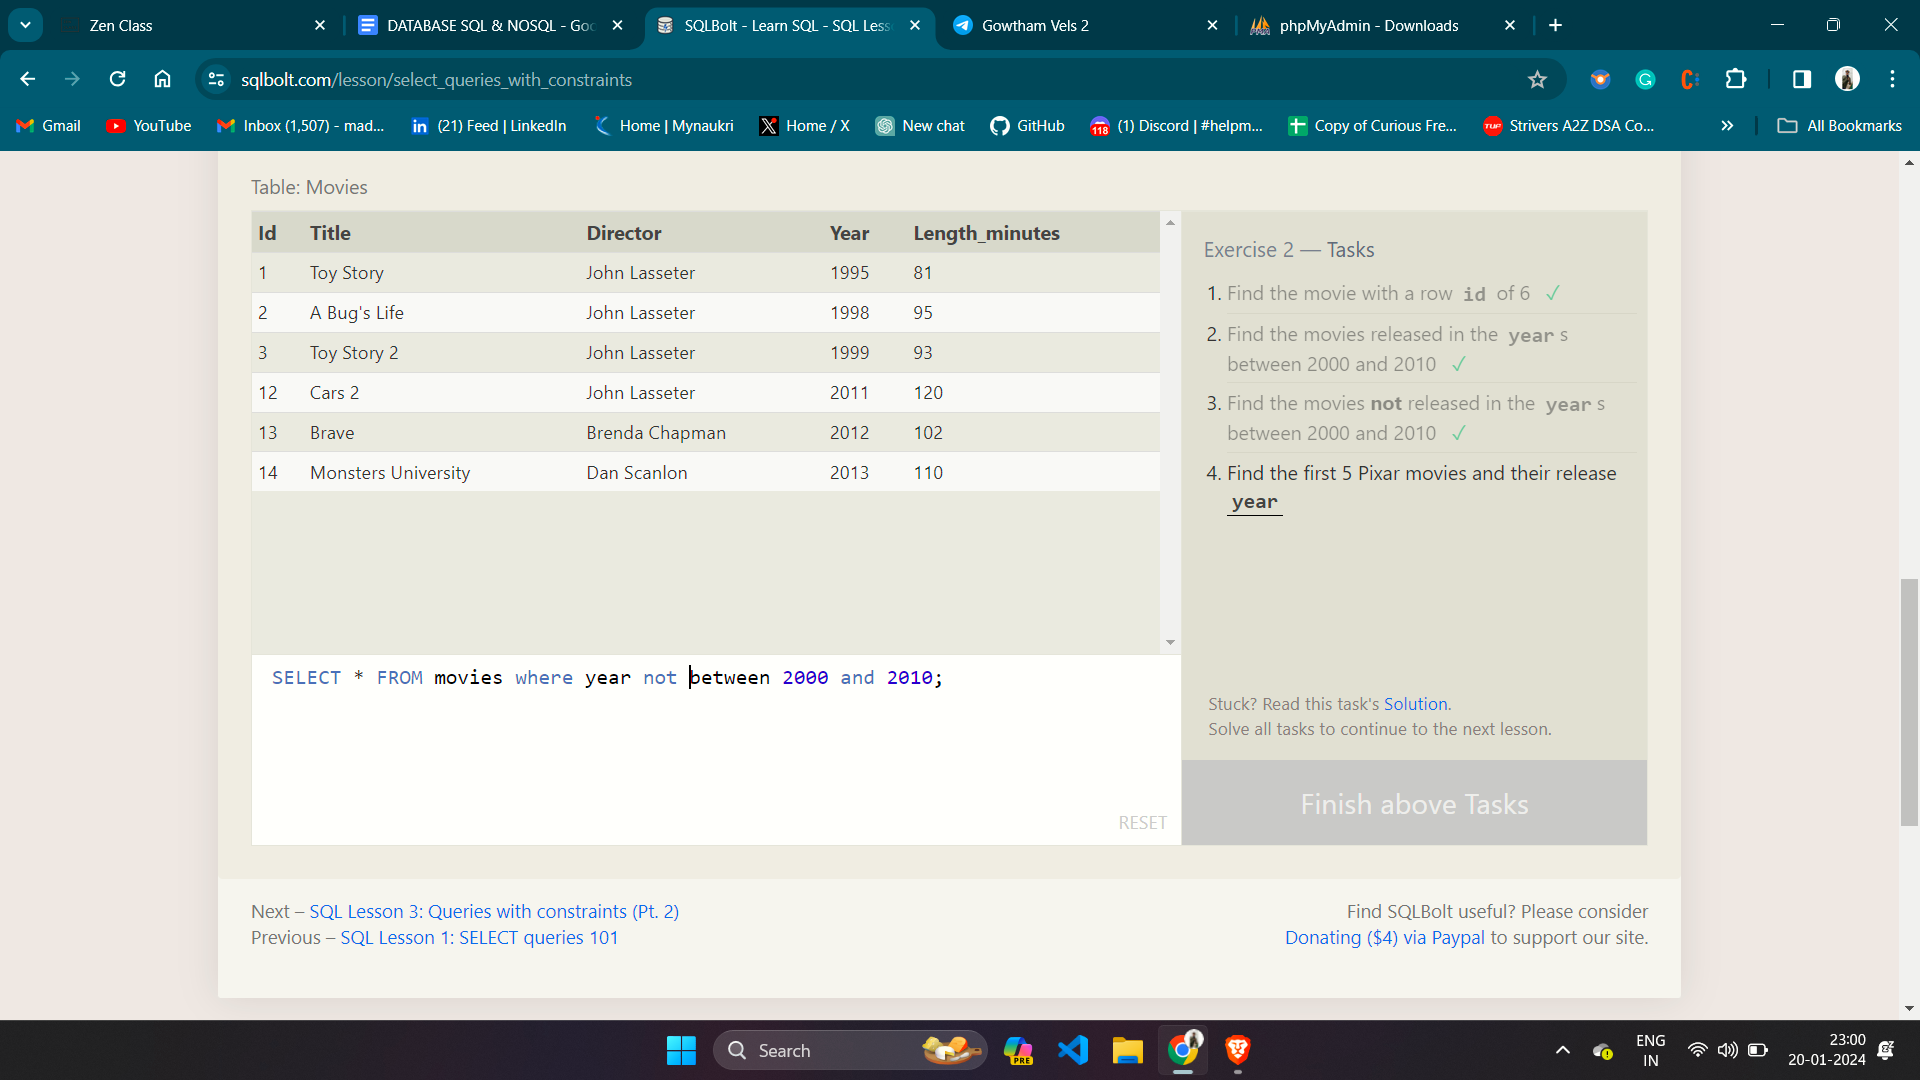 Zen Class
DATABASE SQL & NOSQL - Goo
SQLBolt - Learn SQL - SQL Less
Gowtham Vels 2
phpMyAdmin - Downloads
sqlbolt.com/lesson/select_queries_with_constraints
Gmail
YouTube
Inbox (1,507) - mad...
(21) Feed | LinkedIn
Home | Mynaukri
Home / X
New chat
GitHub
118
(1) Discord | #helpm...
Copy of Curious Fre...
TUF
Strivers A2Z DSA Co...
All Bookmarks
Table: Movies
Id Title Director Year Length_minutes
1 Toy Story John Lasseter 1995 81
2 A Bug's Life John Lasseter 1998 95
3 Toy Story 2 John Lasseter 1999 93
12 Cars 2 John Lasseter 2011 120
13 Brave Brenda Chapman 2012 102
14 Monsters University Dan Scanlon 2013 110
SELECT * FROM movies where year not between 2000 and 2010;
RESET
Exercise 2 — Tasks
1. Find the movie with a row id of 6 ✓
2. Find the movies released in the year s
between 2000 and 2010 ✓
3. Find the movies not released in the year s
between 2000 and 2010 ✓
4. Find the first 5 Pixar movies and their release
year
Stuck? Read this task's Solution.
Solve all tasks to continue to the next lesson.
Finish above Tasks
Next – SQL Lesson 3: Queries with constraints (Pt. 2)
Previous – SQL Lesson 1: SELECT queries 101
Find SQLBolt useful? Please consider
Donating ($4) via Paypal to support our site.
Search
PRE
ENG
IN
23:00
20-01-2024